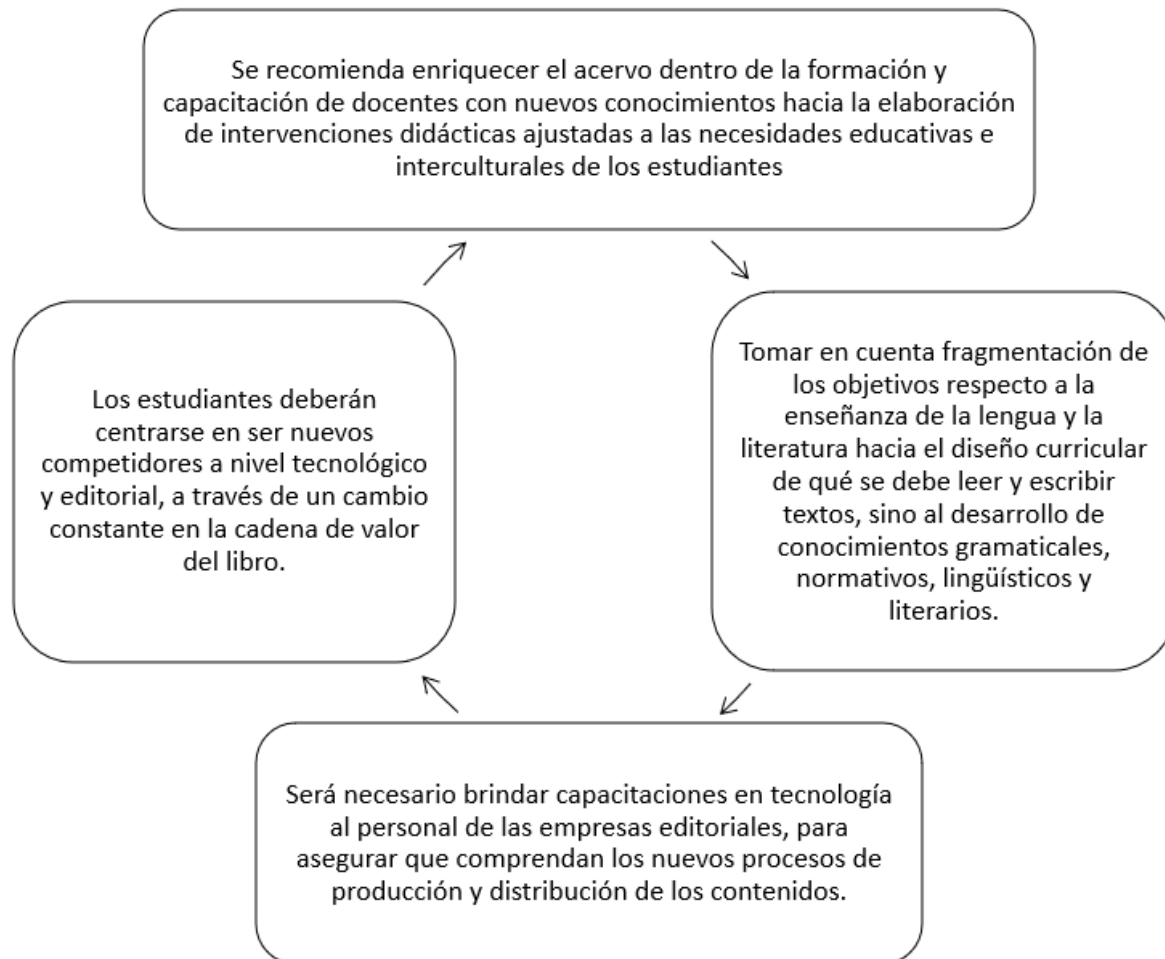 Se recomienda enriquecer el acervo dentro de la formación y
capacitación de docentes con nuevos conocimientos hacia la elaboración
de intervenciones didácticas ajustadas a las necesidades educativas e
interculturales de los estudiantes
Tomar en cuenta fragmentación de
los objetivos respecto a la
enseñanza de la lengua y la
literatura hacia el diseño curricular
de qué se debe leer y escribir
textos, sino al desarrollo de
conocimientos gramaticales,
normativos, lingüísticos y
literarios.
Será necesario brindar capacitaciones en tecnología
al personal de las empresas editoriales, para
asegurar que comprendan los nuevos procesos de
producción y distribución de los contenidos.
Los estudiantes deberán
centrarse en ser nuevos
competidores a nivel tecnológico
y editorial, a través de un cambio
constante en la cadena de valor
del libro.